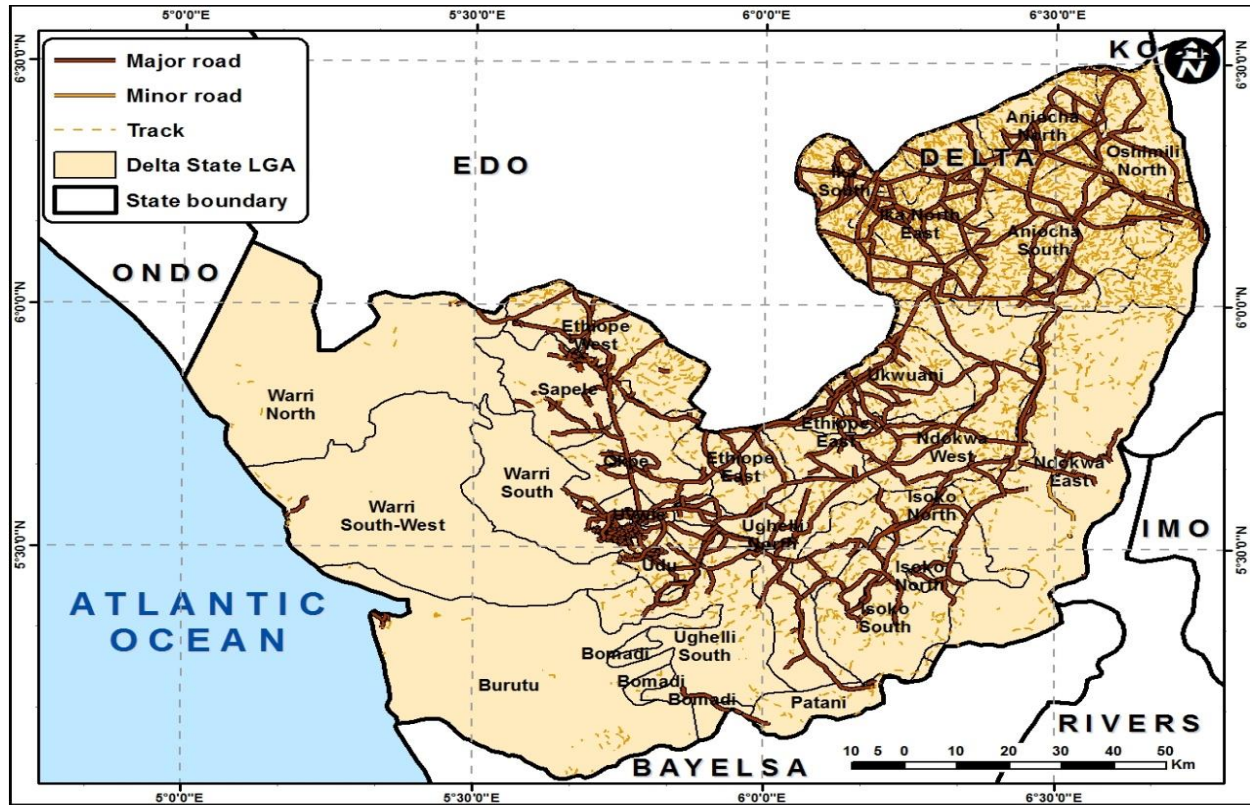 5°0'0"E
5°30'0"E
6°0'0"E
6°30'0"E
Major road
Minor road
Track
Delta State LGA
State boundary
N
6°30'0"N
6°30'0"N
EDO
ONDO
DELTA
Aniocha
North
Oshimili
North
Ika
South
Ika North
East
Aniocha
South
6°0'0"N
6°0'0"N
Ethiope
West
Sapele
Ukwuani
Warri
North
Ethiope
East
Ndokwa
West
Ethiope
East
Ndokwa
East
Okpe
Warri
South
Warri
South-West
Isoko
North
Uvwie
Ughelli
North
IMO
5°30'0"N
5°30'0"N
Udu
Isoko
North
Isoko
South
ATLANTIC
OCEAN
Ughelli
South
Bomadi
Burutu
Bomadi
Bomadi
Patani
RIVERS
BAYELSA
10 5 0 10 20 30 40 50
Km
5°0'0"E
5°30'0"E
6°0'0"E
6°30'0"E